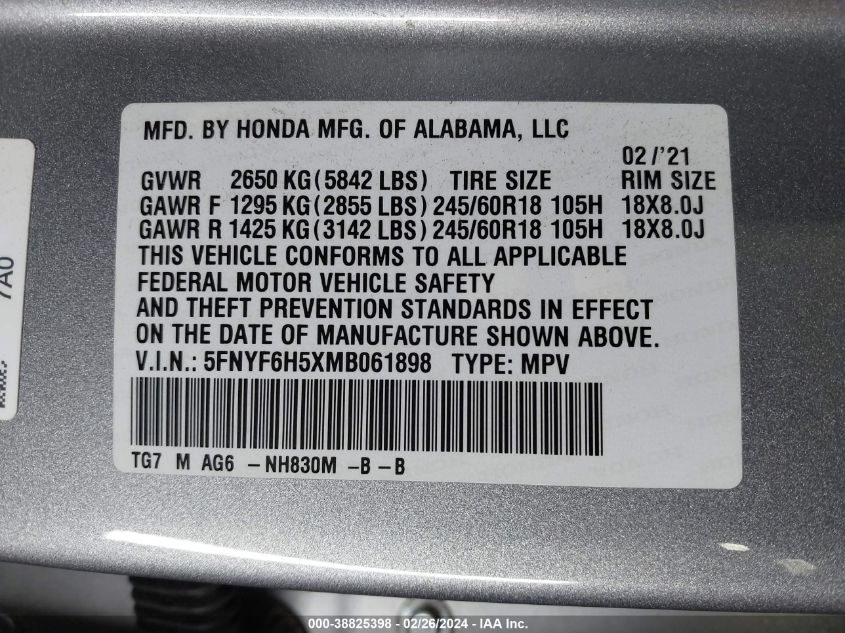 MFD. BY HONDA MFG. OF ALABAMA, LLC
02/'21
GVWR 2650 KG (5842 LBS) TIRE SIZE RIM SIZE
GAWR F 1295 KG (2855 LBS) 245/60R18 105H 18X8.0J
GAWR R 1425 KG (3142 LBS) 245/60R18 105H 18X8.0J
THIS VEHICLE CONFORMS TO ALL APPLICABLE
FEDERAL MOTOR VEHICLE SAFETY
AND THEFT PREVENTION STANDARDS IN EFFECT
ON THE DATE OF MANUFACTURE SHOWN ABOVE.
V.I.N.: 5FNYF6H5XMB061898 TYPE: MPV
TG7 M AG6 -NH830M -B -B
7A0
000-38825398 - 02/26/2024 - IAA Inc.